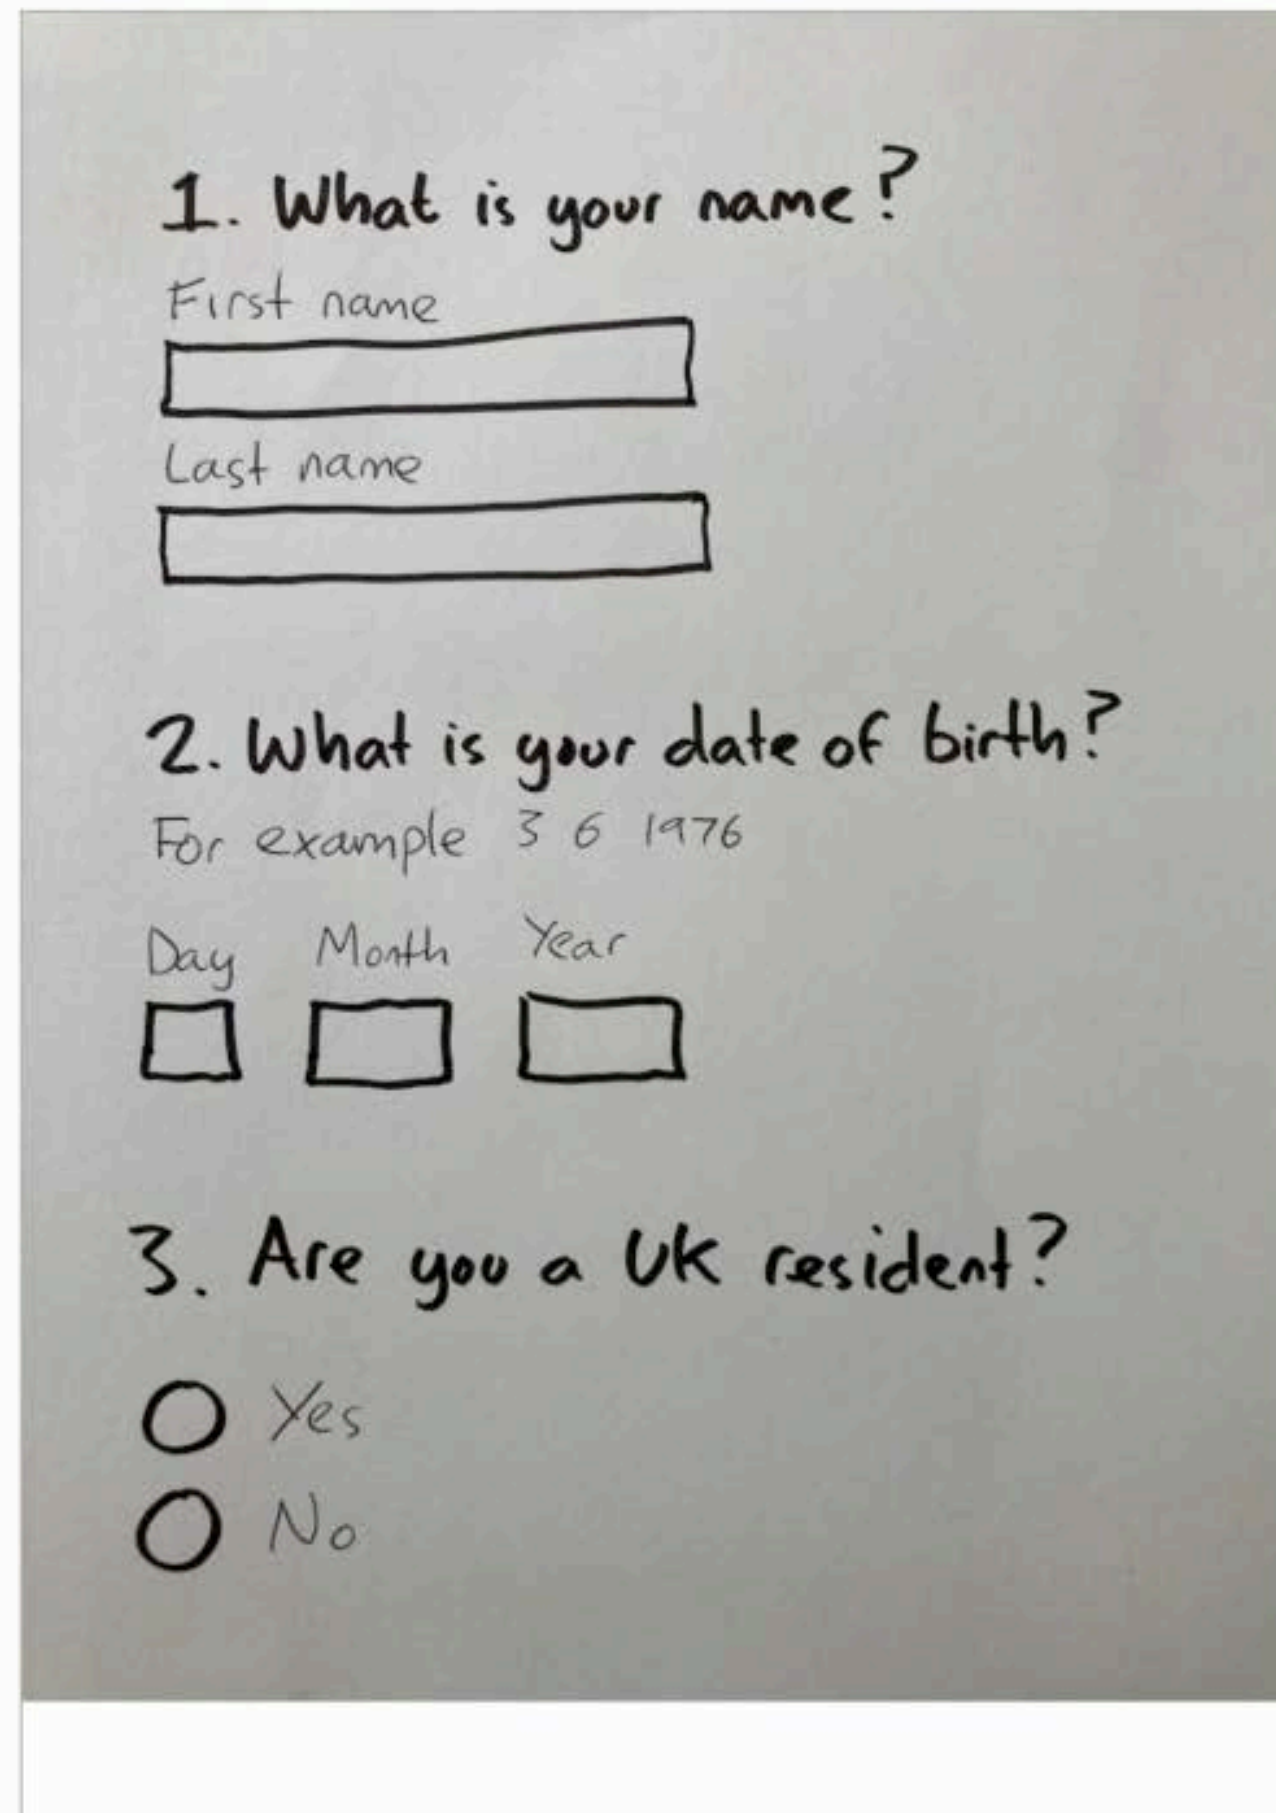 1. What is your name?
First name
Last name
2. What is your date of birth?
For example 3 6 1976
Day Month Year
3. Are you a UK resident?
Yes
No